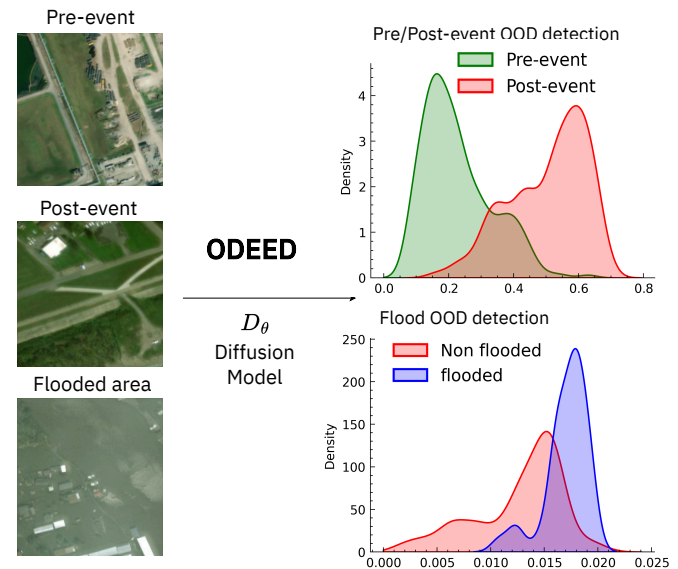 Pre-event
Post-event
Flooded area
ODEED
D_θ
Diffusion
Model
Pre/Post-event OOD detection
Pre-event
Post-event
Density
4
3
2
1
0
0.0 0.2 0.4 0.6 0.8
Flood OOD detection
Non flooded
flooded
Density
250
200
150
100
50
0
0.000 0.005 0.010 0.015 0.020 0.025